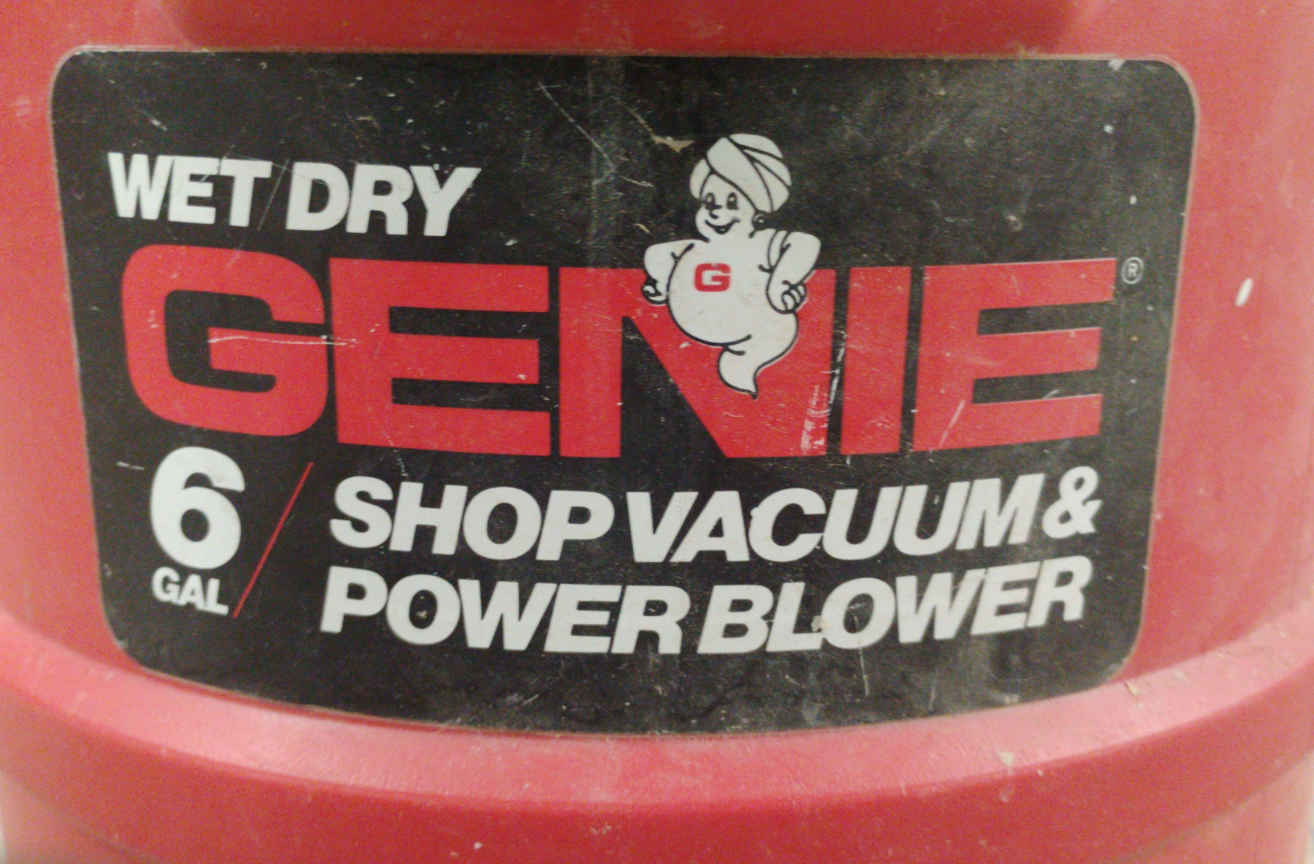 WET DRY
GENIE®
G
6 GAL / SHOP VACUUM &
POWER BLOWER